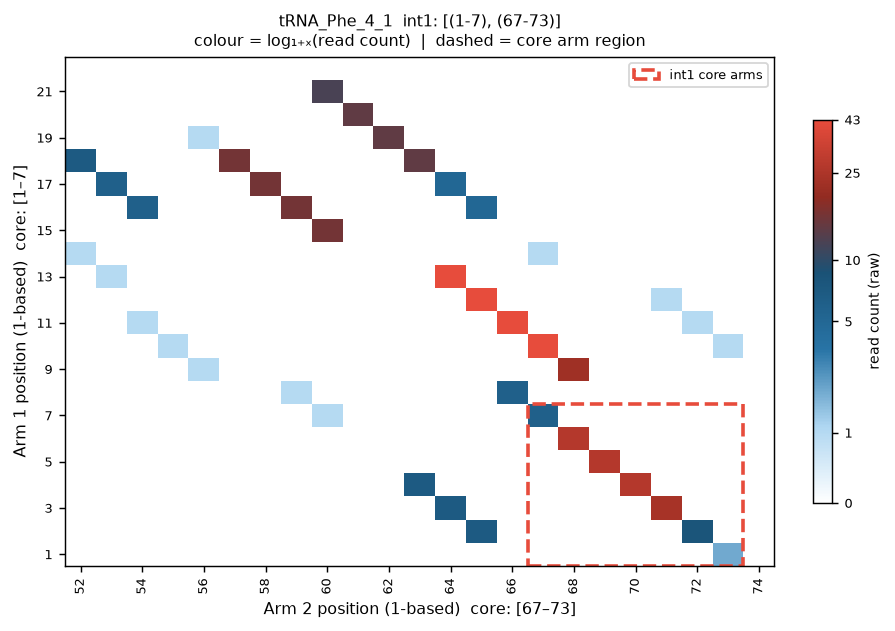 tRNA_Phe_4_1  int1: [(1-7), (67-73)]
colour = log₁₊ₓ(read count)  |  dashed = core arm region
int1 core arms
Arm 1 position (1-based)  core: [1–7]
21
19
17
15
13
11
9
7
5
3
1
52 54 56 58 60 62 64 66 68 70 72 74
Arm 2 position (1-based)  core: [67–73]
43
25
10
5
1
0
read count (raw)